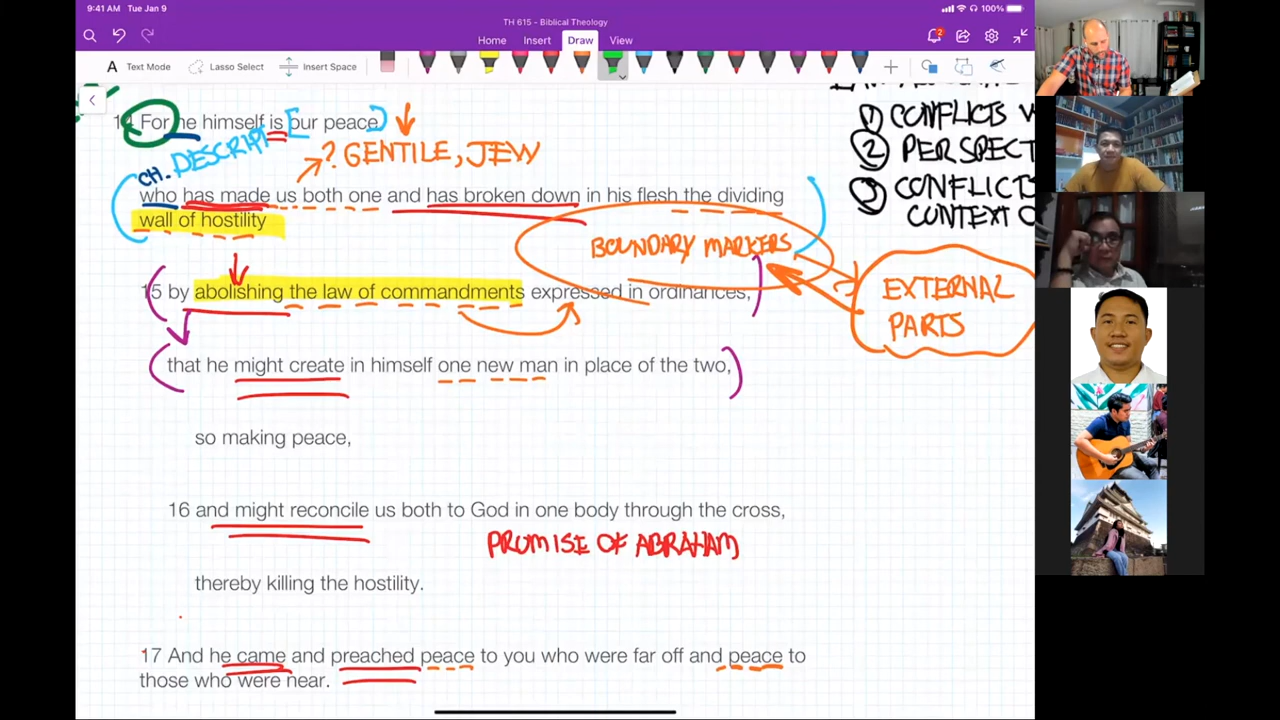 9:41 AM Tue Jan 9
100%
TH 615 - Biblical Theology
Home Insert Draw View
2
Text Mode Lasso Select Insert Space
For he himself is our peace
CH. DESCRIPT
? GENTILE, JEW
who has made us both one and has broken down in his flesh the dividing
wall of hostility
BOUNDARY MARKERS
15 by abolishing the law of commandments expressed in ordinances,
EXTERNAL
PARTS
that he might create in himself one new man in place of the two,
so making peace,
16 and might reconcile us both to God in one body through the cross,
PROMISE OF ABRAHAM
thereby killing the hostility.
17 And he came and preached peace to you who were far off and peace to
those who were near.
① CONFLICTS W
② PERSPECT
③ CONFLICTS
CONTEXT O